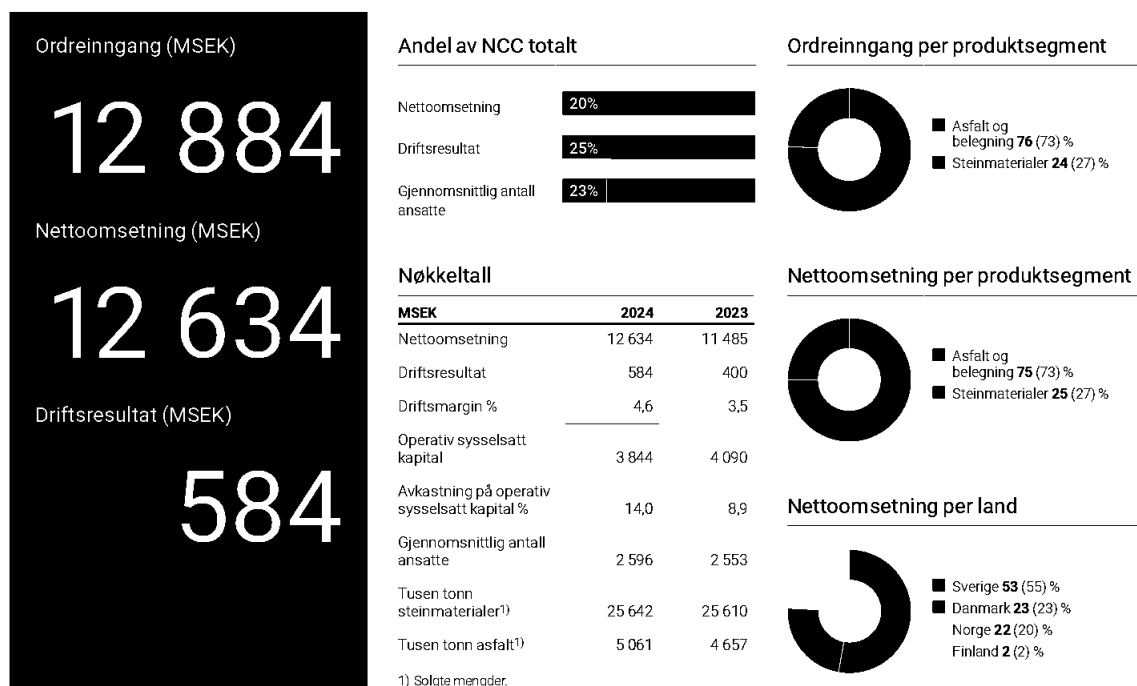 Ordreinngang (MSEK)
12 884
Nettoomsetning (MSEK)
12 634
Driftsresultat (MSEK)
584
Andel av NCC totalt
Nettoomsetning 20%
Driftsresultat 25%
Gjennomsnittlig antall 23%
ansatte
Nøkkeltall
MSEK 2024 2023
Nettoomsetning 12 634 11 485
Driftsresultat 584 400
Driftsmargin % 4,6 3,5
Operativ sysselsatt
kapital 3 844 4 090
Avkastning på operativ
sysselsatt kapital % 14,0 8,9
Gjennomsnittlig antall
ansatte 2 596 2 553
Tusen tonn
steinmaterialer1) 25 642 25 610
Tusen tonn asfalt1) 5 061 4 657
1) Solgte mengder.
Ordreinngang per produktsegment
Asfalt og
belegning 76 (73) %
Steinmaterialer 24 (27) %
Nettoomsetning per produktsegment
Asfalt og
belegning 75 (73) %
Steinmaterialer 25 (27) %
Nettoomsetning per land
Sverige 53 (55) %
Danmark 23 (23) %
Norge 22 (20) %
Finland 2 (2) %